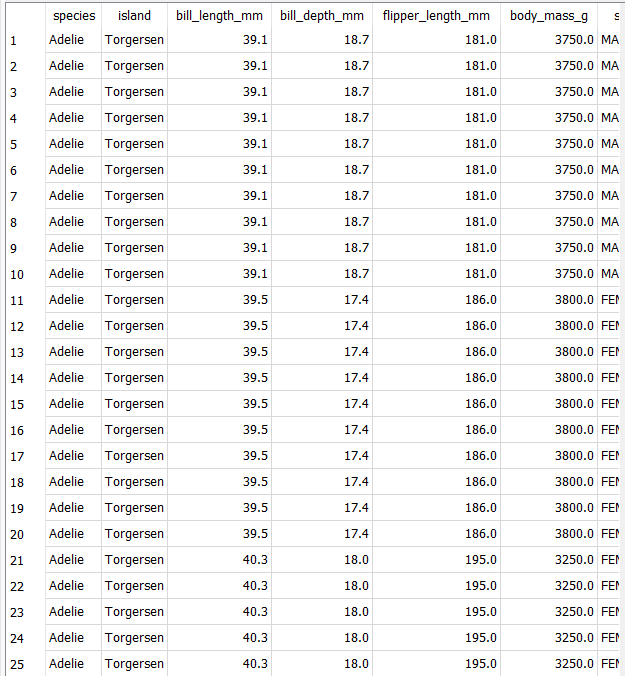 species island bill_length_mm bill_depth_mm flipper_length_mm body_mass_g s
1 Adelie Torgersen 39.1 18.7 181.0 3750.0 MA
2 Adelie Torgersen 39.1 18.7 181.0 3750.0 MA
3 Adelie Torgersen 39.1 18.7 181.0 3750.0 MA
4 Adelie Torgersen 39.1 18.7 181.0 3750.0 MA
5 Adelie Torgersen 39.1 18.7 181.0 3750.0 MA
6 Adelie Torgersen 39.1 18.7 181.0 3750.0 MA
7 Adelie Torgersen 39.1 18.7 181.0 3750.0 MA
8 Adelie Torgersen 39.1 18.7 181.0 3750.0 MA
9 Adelie Torgersen 39.1 18.7 181.0 3750.0 MA
10 Adelie Torgersen 39.1 18.7 181.0 3750.0 MA
11 Adelie Torgersen 39.5 17.4 186.0 3800.0 FEM
12 Adelie Torgersen 39.5 17.4 186.0 3800.0 FEM
13 Adelie Torgersen 39.5 17.4 186.0 3800.0 FEM
14 Adelie Torgersen 39.5 17.4 186.0 3800.0 FEM
15 Adelie Torgersen 39.5 17.4 186.0 3800.0 FEM
16 Adelie Torgersen 39.5 17.4 186.0 3800.0 FEM
17 Adelie Torgersen 39.5 17.4 186.0 3800.0 FEM
18 Adelie Torgersen 39.5 17.4 186.0 3800.0 FEM
19 Adelie Torgersen 39.5 17.4 186.0 3800.0 FEM
20 Adelie Torgersen 39.5 17.4 186.0 3800.0 FEM
21 Adelie Torgersen 40.3 18.0 195.0 3250.0 FEM
22 Adelie Torgersen 40.3 18.0 195.0 3250.0 FEM
23 Adelie Torgersen 40.3 18.0 195.0 3250.0 FEM
24 Adelie Torgersen 40.3 18.0 195.0 3250.0 FEM
25 Adelie Torgersen 40.3 18.0 195.0 3250.0 FEM